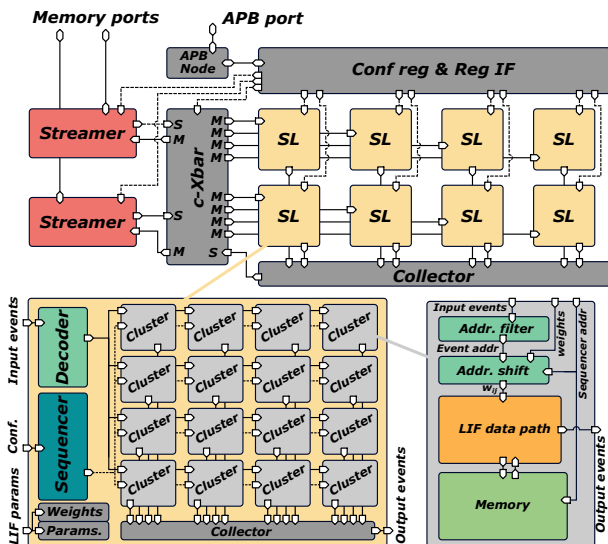 Memory ports
APB port
APB
Node
Conf reg & Reg IF
Streamer
S
M
c-Xbar
M
M
M
M
SL
SL
SL
SL
Streamer
S
M
M
M
M
M
S
SL
SL
SL
SL
Collector
Input events
Decoder
Cluster
Cluster
Cluster
Cluster
Cluster
Cluster
Cluster
Cluster
Conf.
Sequencer
Cluster
Cluster
Cluster
Cluster
Cluster
Cluster
Cluster
Cluster
LIF params
Weights
Params.
Collector
Output events
Input events
Addr. filter
Event addr
weights
Sequencer addr
Addr. shift
wij
LIF data path
Memory
Output events